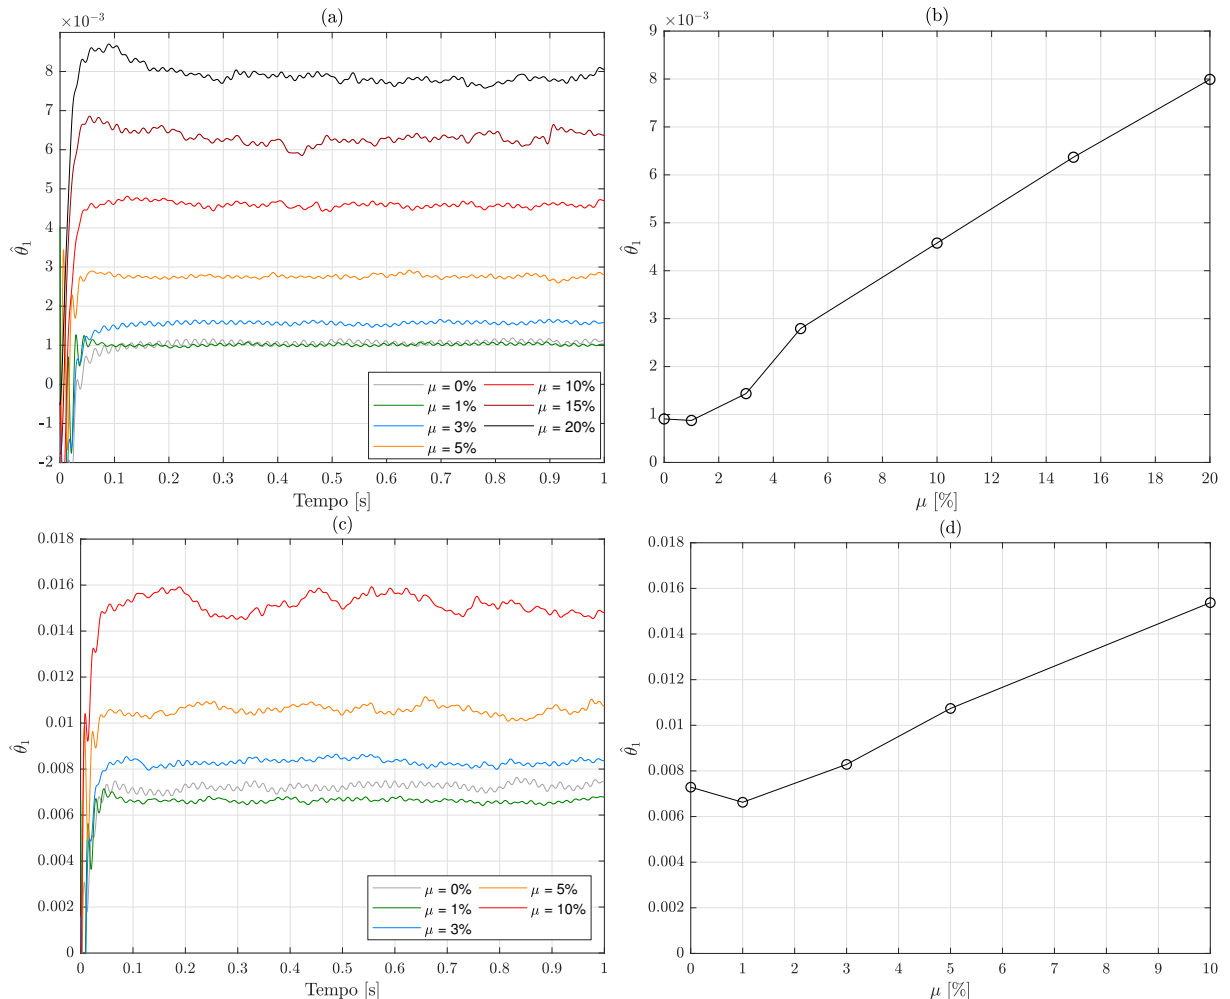 (a)
×10⁻³
8
7
6
5
4
3
2
1
0
-1
-2
θ̂₁
0 0.1 0.2 0.3 0.4 0.5 0.6 0.7 0.8 0.9 1
Tempo [s]
μ = 0% μ = 10%
μ = 1% μ = 15%
μ = 3% μ = 20%
μ = 5%
(b)
×10⁻³
9
8
7
6
5
4
3
2
1
0
θ̂₁
0 2 4 6 8 10 12 14 16 18 20
μ [%]
(c)
0.018
0.016
0.014
0.012
0.01
0.008
0.006
0.004
0.002
0
θ̂₁
0 0.1 0.2 0.3 0.4 0.5 0.6 0.7 0.8 0.9 1
Tempo [s]
μ = 0% μ = 5%
μ = 1% μ = 10%
μ = 3%
(d)
0.018
0.016
0.014
0.012
0.01
0.008
0.006
0.004
0.002
0
θ̂₁
0 1 2 3 4 5 6 7 8 9 10
μ [%]